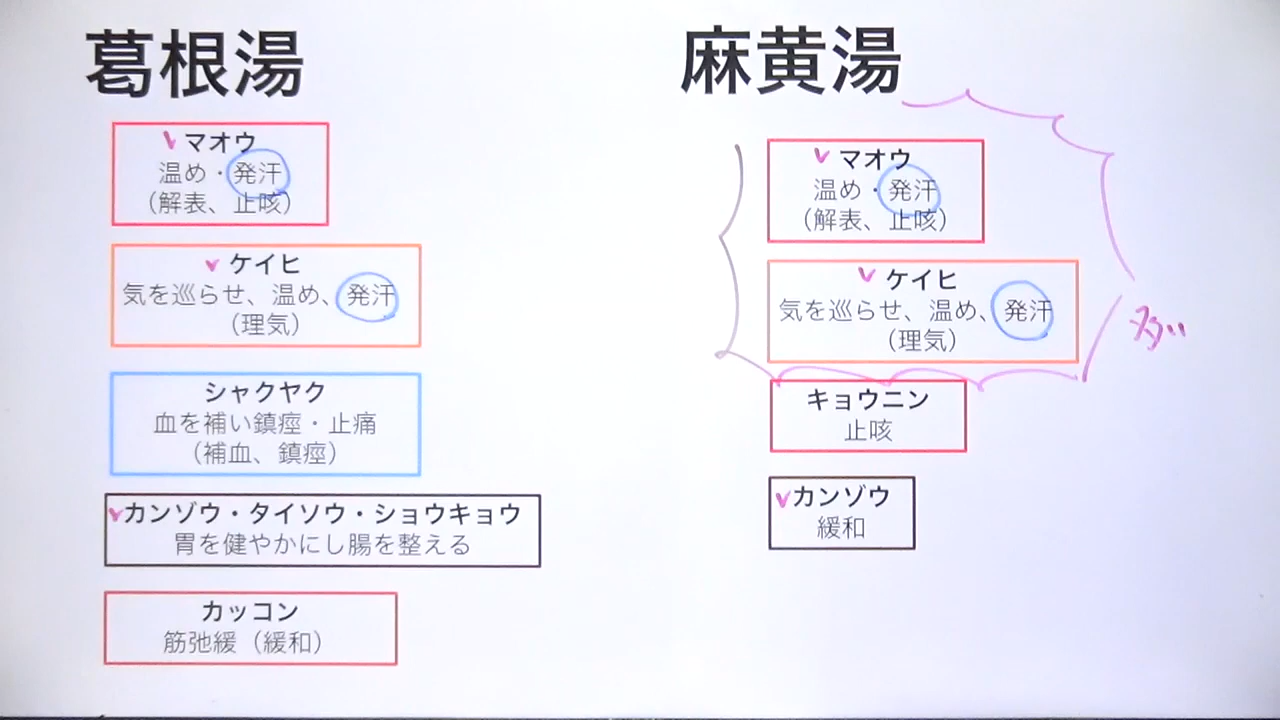 葛根湯
マオウ
温め・発汗
（解表、止咳）
ケイヒ
気を巡らせ、温め、発汗
（理気）
シャクヤク
血を補い鎮痙・止痛
（補血、鎮痙）
カンゾウ・タイソウ・ショウキョウ
胃を健やかにし腸を整える
カッコン
筋弛緩（緩和）
麻黄湯
マオウ
温め・発汗
（解表、止咳）
ケイヒ
気を巡らせ、温め、発汗
（理気）
キョウニン
止咳
カンゾウ
緩和